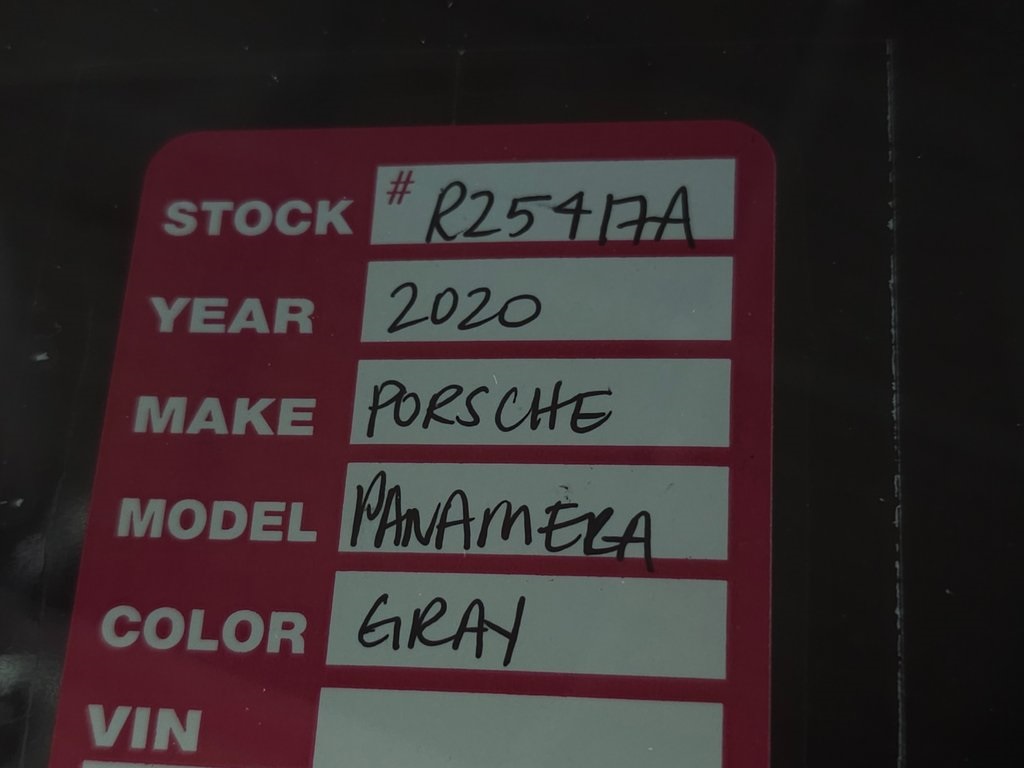 STOCK # R25417A
YEAR 2020
MAKE PORSCHE
MODEL PANAMERA
COLOR GRAY
VIN